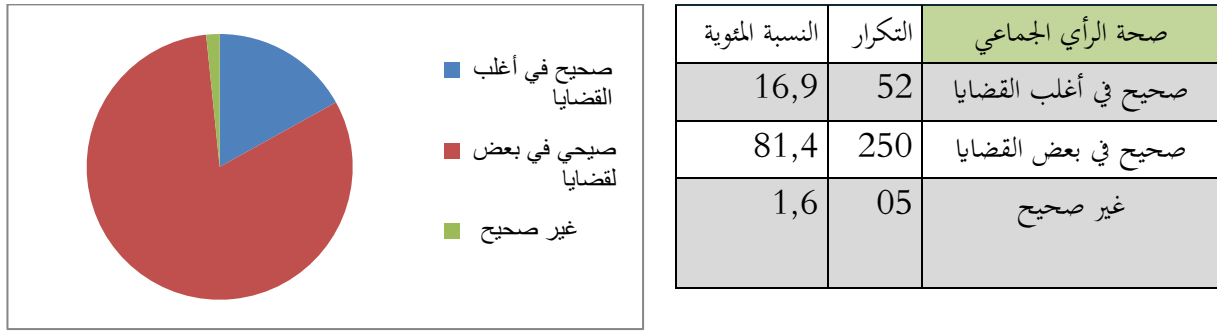 صحة الرأي الجماعي التكرار النسبة المئوية
صحيح في أغلب القضايا 52 16,9
صحيح في بعض القضايا 250 81,4
غير صحيح 05 1,6
صحيح في أغلب
القضايا
صيحي في بعض
لقضايا
غير صحيح